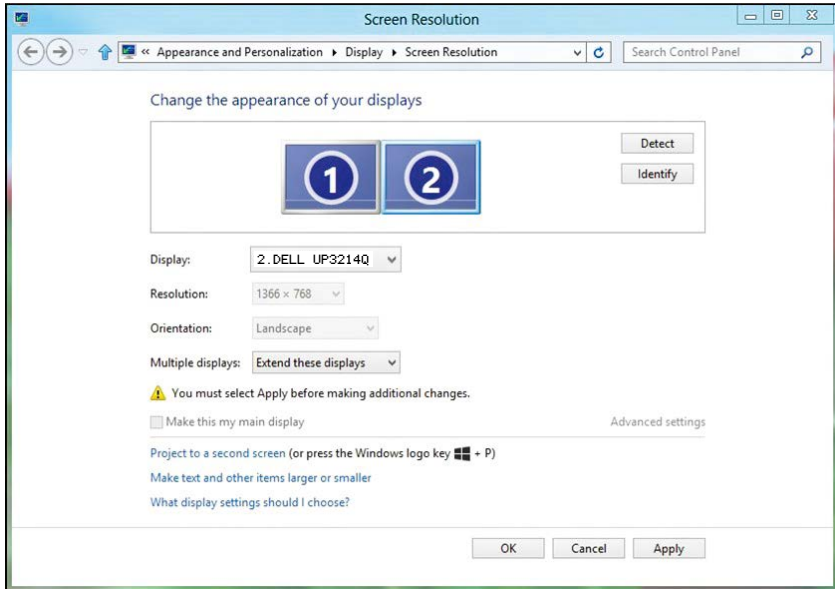 Screen Resolution
« Appearance and Personalization ▸ Display ▸ Screen Resolution
Search Control Panel
Change the appearance of your displays
1 2
Detect
Identify
Display: 2.DELL UP3214Q
Resolution: 1366 × 768
Orientation: Landscape
Multiple displays: Extend these displays
You must select Apply before making additional changes.
Make this my main display Advanced settings
Project to a second screen (or press the Windows logo key + P)
Make text and other items larger or smaller
What display settings should I choose?
OK Cancel Apply